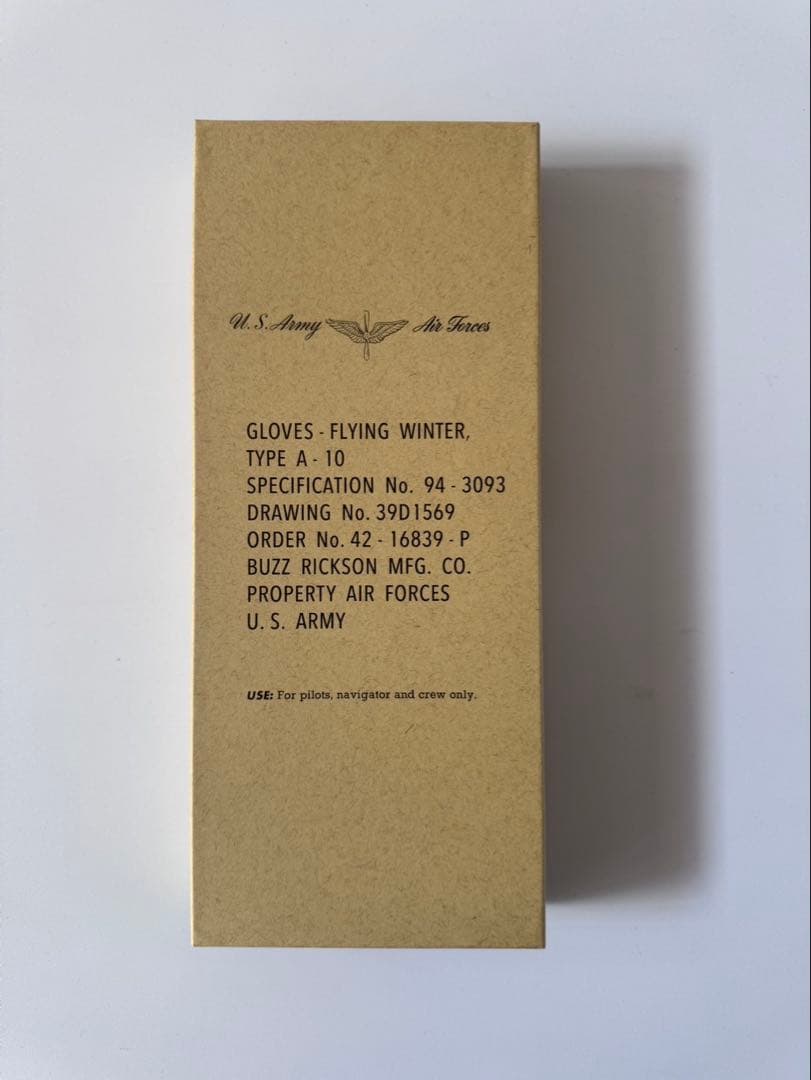 U.S. Army Air Forces
GLOVES - FLYING WINTER,
TYPE A - 10
SPECIFICATION No. 94 - 3093
DRAWING No. 39D1569
ORDER No. 42 - 16839 - P
BUZZ RICKSON MFG. CO.
PROPERTY AIR FORCES
U. S. ARMY
USE: For pilots, navigator and crew only.